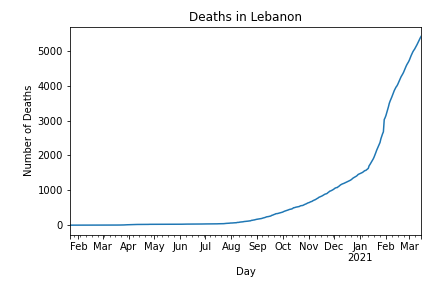 Deaths in Lebanon
Number of Deaths
5000
4000
3000
2000
1000
0
Feb Mar Apr May Jun Jul Aug Sep Oct Nov Dec Jan Feb Mar
2021
Day